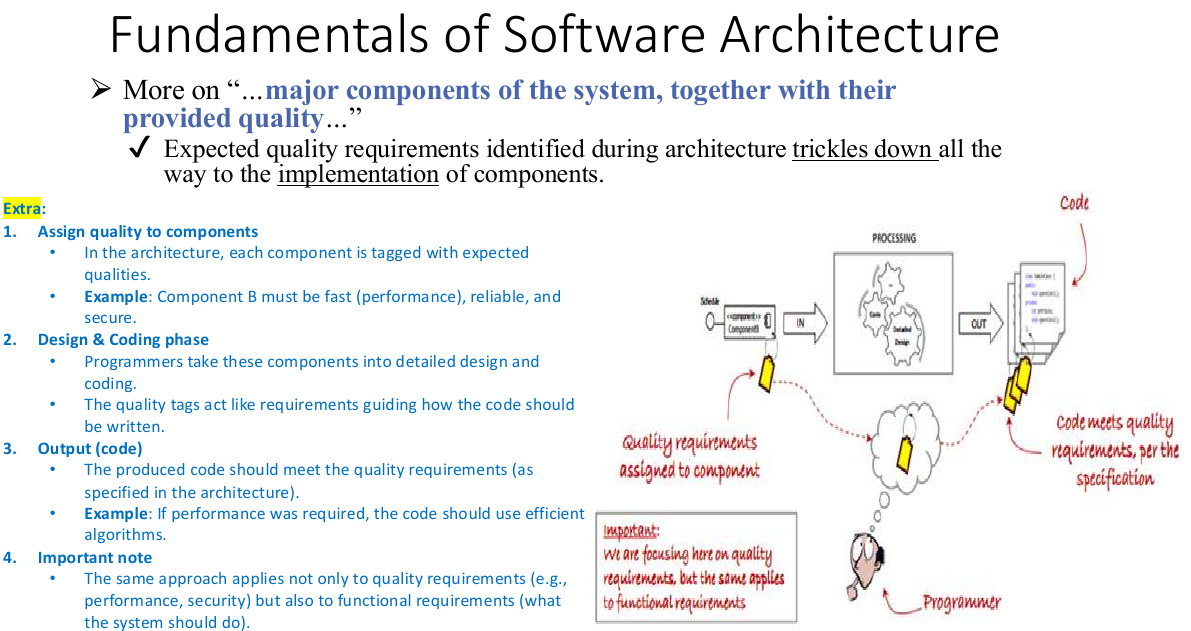 Fundamentals of Software Architecture
➢ More on “…major components of the system, together with their
provided quality…”
✓ Expected quality requirements identified during architecture trickles down all the
way to the implementation of components.
Extra:
1. Assign quality to components
• In the architecture, each component is tagged with expected
qualities.
• Example: Component B must be fast (performance), reliable, and
secure.
2. Design & Coding phase
• Programmers take these components into detailed design and
coding.
• The quality tags act like requirements guiding how the code should
be written.
3. Output (code)
• The produced code should meet the quality requirements (as
specified in the architecture).
• Example: If performance was required, the code should use efficient
algorithms.
4. Important note
• The same approach applies not only to quality requirements (e.g.,
performance, security) but also to functional requirements (what
the system should do).
Code
PROCESSING
Schedule
<<component>>
ComponentB
IN
Code
Detailed
Design
OUT
Quality requirements
assigned to component
Code meets quality
requirements, per the
specification
Important:
We are focusing here on quality
requirements, but the same applies
to functional requirements
Programmer